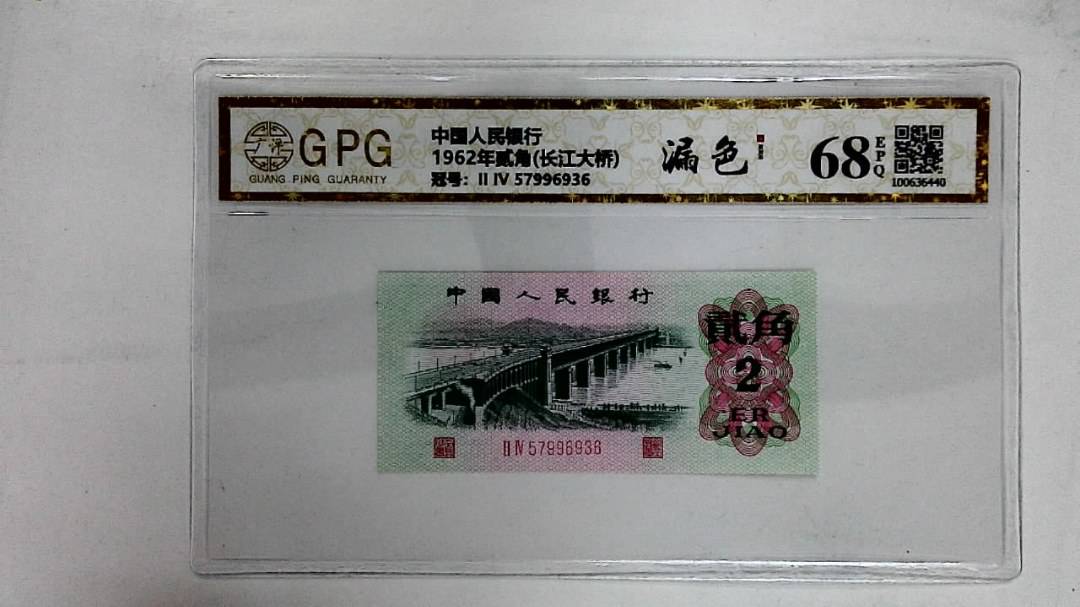 GPG
GUANG PING GUARANTY
中国人民银行
1962年贰角(长江大桥)
冠号: II IV 57996936
漏色
68
EPQ
100636440
中國人民銀行
貳角
2
ER
JIAO
II IV 57996936